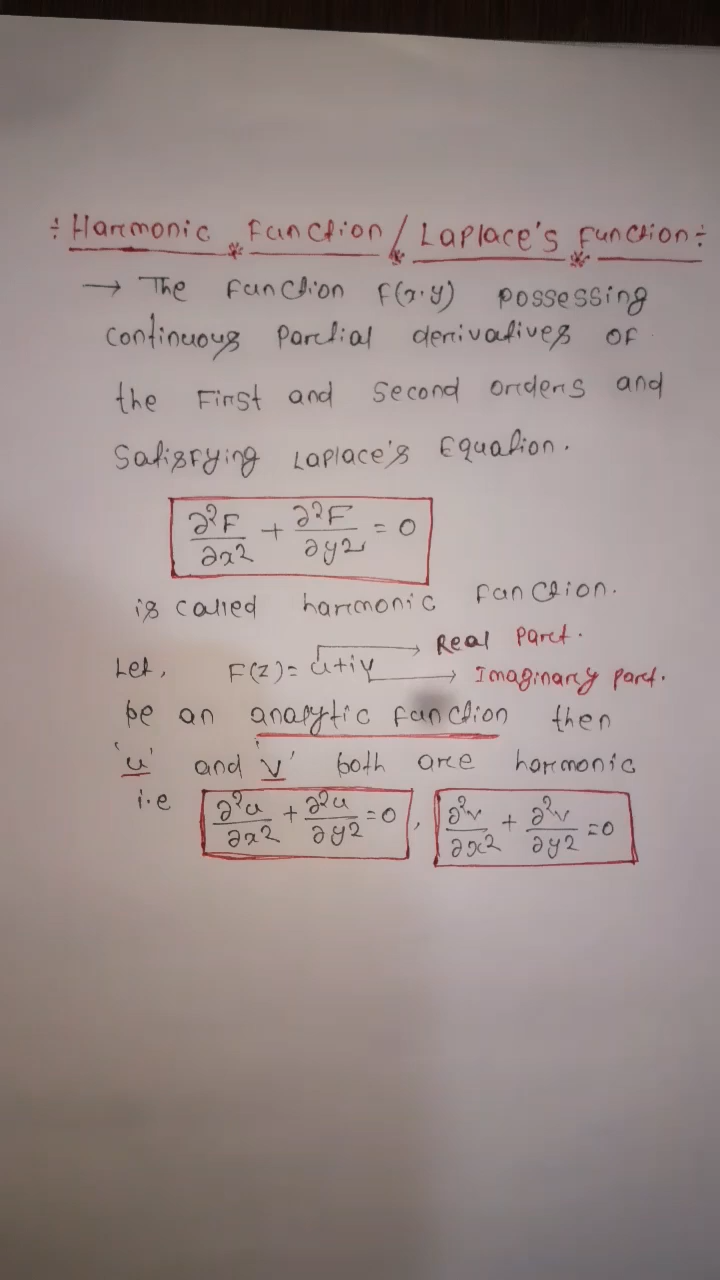 ÷ Harmonic Function / Laplace's function ÷
→ The function F(x.y) possessing
continuous partial derivatives of
the First and second orders and
Satisfying Laplace's Equation.
∂²F/∂x² + ∂²F/∂y² = 0
is called harmonic function.
→ Real part.
Let, F(z) = u+iv → Imaginary part.
be an analytic function then
'u' and 'v' both are harmonic
i.e ∂²u/∂x² + ∂²u/∂y² = 0 , ∂²v/∂x² + ∂²v/∂y² = 0